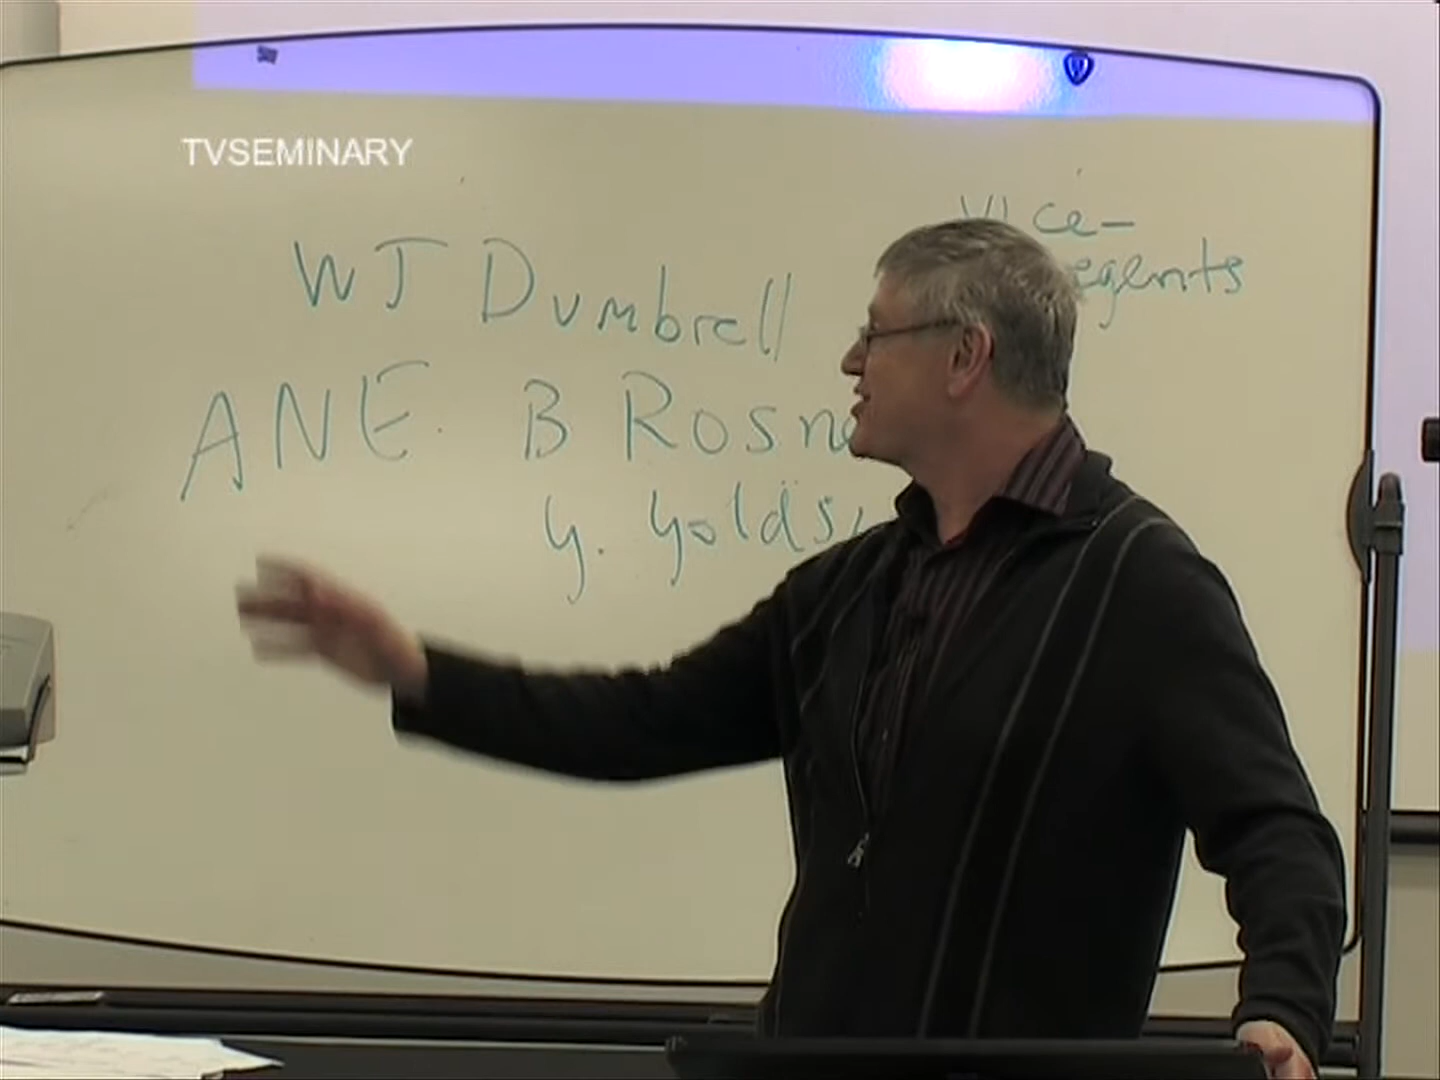 TVSEMINARY
Vice-
WJ Dumbrell
egents
ANE. B Rosne
G. Golds